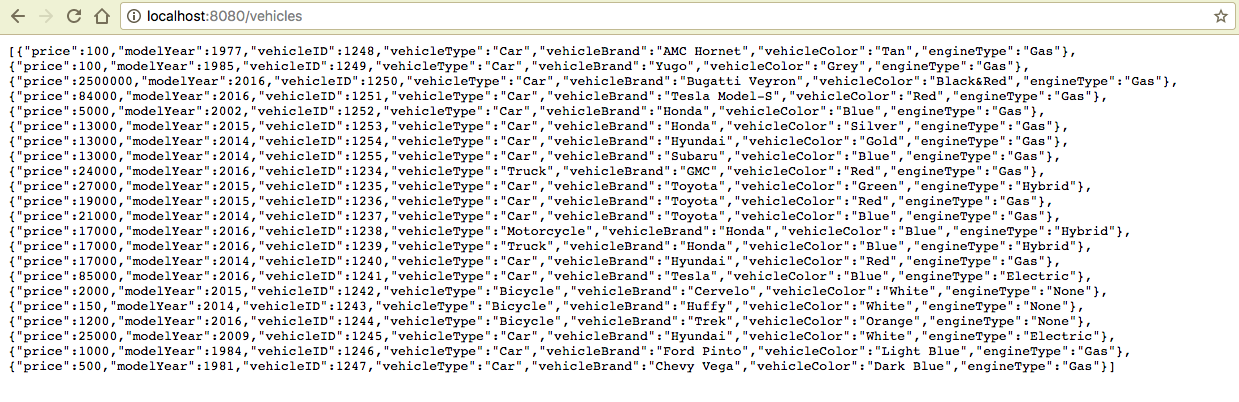 localhost:8080/vehicles
[{"price":100,"modelYear":1977,"vehicleID":1248,"vehicleType":"Car","vehicleBrand":"AMC Hornet","vehicleColor":"Tan","engineType":"Gas"},
{"price":100,"modelYear":1985,"vehicleID":1249,"vehicleType":"Car","vehicleBrand":"Yugo","vehicleColor":"Grey","engineType":"Gas"},
{"price":2500000,"modelYear":2016,"vehicleID":1250,"vehicleType":"Car","vehicleBrand":"Bugatti Veyron","vehicleColor":"Black&Red","engineType":"Gas"},
{"price":84000,"modelYear":2016,"vehicleID":1251,"vehicleType":"Car","vehicleBrand":"Tesla Model-S","vehicleColor":"Red","engineType":"Gas"},
{"price":5000,"modelYear":2002,"vehicleID":1252,"vehicleType":"Car","vehicleBrand":"Honda","vehicleColor":"Blue","engineType":"Gas"},
{"price":13000,"modelYear":2015,"vehicleID":1253,"vehicleType":"Car","vehicleBrand":"Honda","vehicleColor":"Silver","engineType":"Gas"},
{"price":13000,"modelYear":2014,"vehicleID":1254,"vehicleType":"Car","vehicleBrand":"Hyundai","vehicleColor":"Gold","engineType":"Gas"},
{"price":13000,"modelYear":2014,"vehicleID":1255,"vehicleType":"Car","vehicleBrand":"Subaru","vehicleColor":"Blue","engineType":"Gas"},
{"price":24000,"modelYear":2016,"vehicleID":1234,"vehicleType":"Truck","vehicleBrand":"GMC","vehicleColor":"Red","engineType":"Gas"},
{"price":27000,"modelYear":2015,"vehicleID":1235,"vehicleType":"Car","vehicleBrand":"Toyota","vehicleColor":"Green","engineType":"Hybrid"},
{"price":19000,"modelYear":2015,"vehicleID":1236,"vehicleType":"Car","vehicleBrand":"Toyota","vehicleColor":"Red","engineType":"Gas"},
{"price":21000,"modelYear":2014,"vehicleID":1237,"vehicleType":"Car","vehicleBrand":"Toyota","vehicleColor":"Blue","engineType":"Gas"},
{"price":17000,"modelYear":2016,"vehicleID":1238,"vehicleType":"Motorcycle","vehicleBrand":"Honda","vehicleColor":"Blue","engineType":"Hybrid"},
{"price":17000,"modelYear":2016,"vehicleID":1239,"vehicleType":"Truck","vehicleBrand":"Honda","vehicleColor":"Blue","engineType":"Hybrid"},
{"price":17000,"modelYear":2014,"vehicleID":1240,"vehicleType":"Car","vehicleBrand":"Hyundai","vehicleColor":"Red","engineType":"Gas"},
{"price":85000,"modelYear":2016,"vehicleID":1241,"vehicleType":"Car","vehicleBrand":"Tesla","vehicleColor":"Blue","engineType":"Electric"},
{"price":2000,"modelYear":2015,"vehicleID":1242,"vehicleType":"Bicycle","vehicleBrand":"Cervelo","vehicleColor":"White","engineType":"None"},
{"price":150,"modelYear":2014,"vehicleID":1243,"vehicleType":"Bicycle","vehicleBrand":"Huffy","vehicleColor":"White","engineType":"None"},
{"price":1200,"modelYear":2016,"vehicleID":1244,"vehicleType":"Bicycle","vehicleBrand":"Trek","vehicleColor":"Orange","engineType":"None"},
{"price":25000,"modelYear":2009,"vehicleID":1245,"vehicleType":"Car","vehicleBrand":"Hyundai","vehicleColor":"White","engineType":"Electric"},
{"price":1000,"modelYear":1984,"vehicleID":1246,"vehicleType":"Car","vehicleBrand":"Ford Pinto","vehicleColor":"Light Blue","engineType":"Gas"},
{"price":500,"modelYear":1981,"vehicleID":1247,"vehicleType":"Car","vehicleBrand":"Chevy Vega","vehicleColor":"Dark Blue","engineType":"Gas"}]